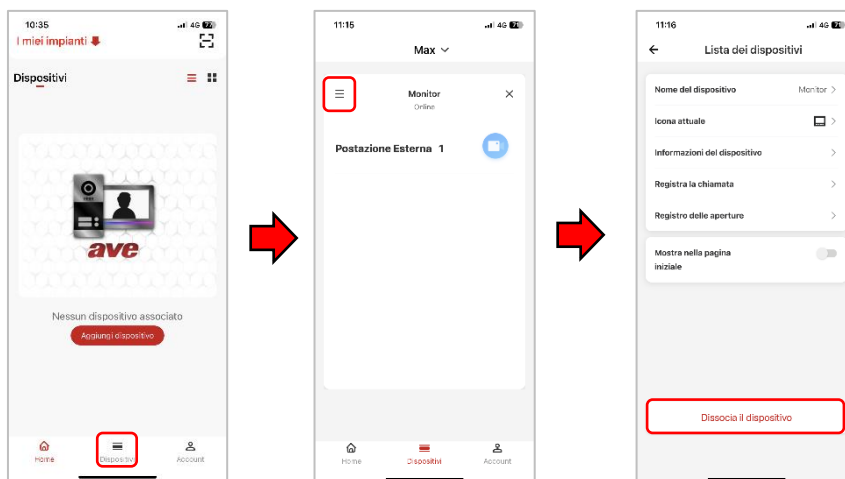 10:35
4G 77
I miei impianti
Dispositivi
ave
Nessun dispositivo associato
Aggiungi dispositivo
Home
Dispositivi
Account
11:15
4G
Max
Monitor
Online
Postazione Esterna 1
Home
Dispositivi
Account
11:16
4G
Lista dei dispositivi
Nome del dispositivo Monitor
Icona attuale
Informazioni del dispositivo
Registra la chiamata
Registro delle aperture
Mostra nella pagina
iniziale
Dissocia il dispositivo